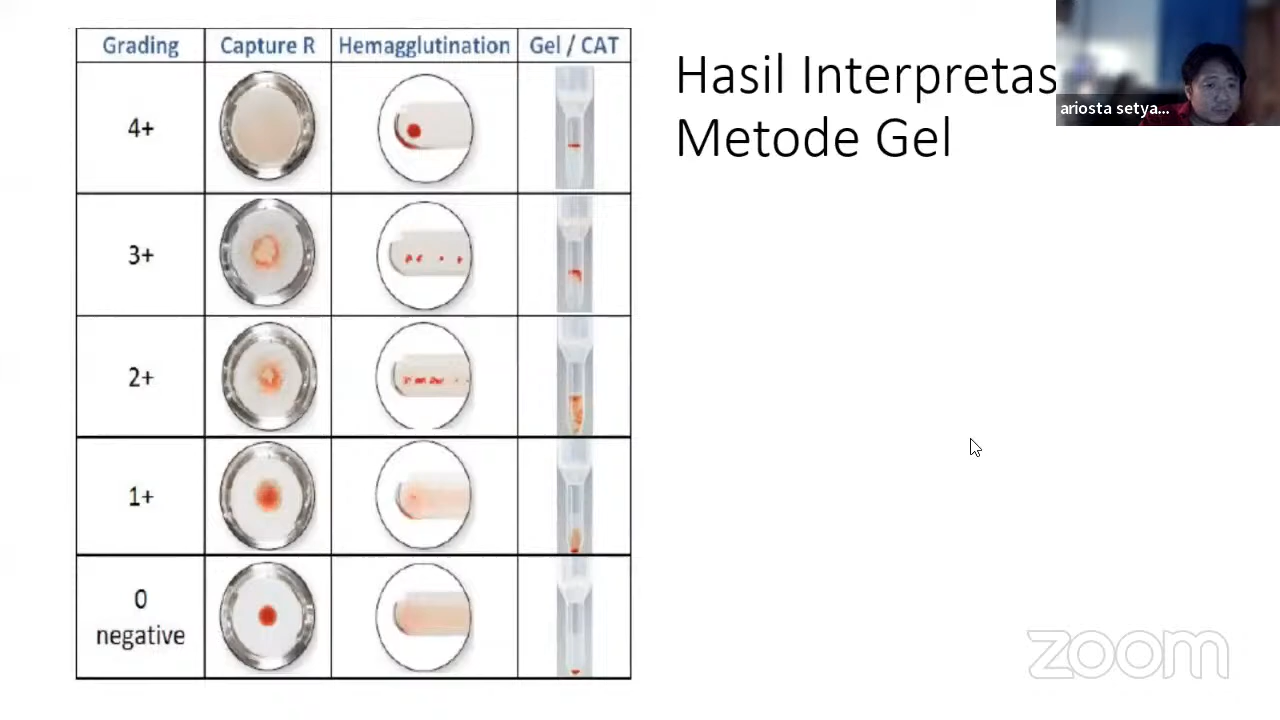 Grading Capture R Hemagglutination Gel / CAT
4+
3+
2+
1+
0
negative
Hasil Interpretas
Metode Gel
ariosta setya...
zoom